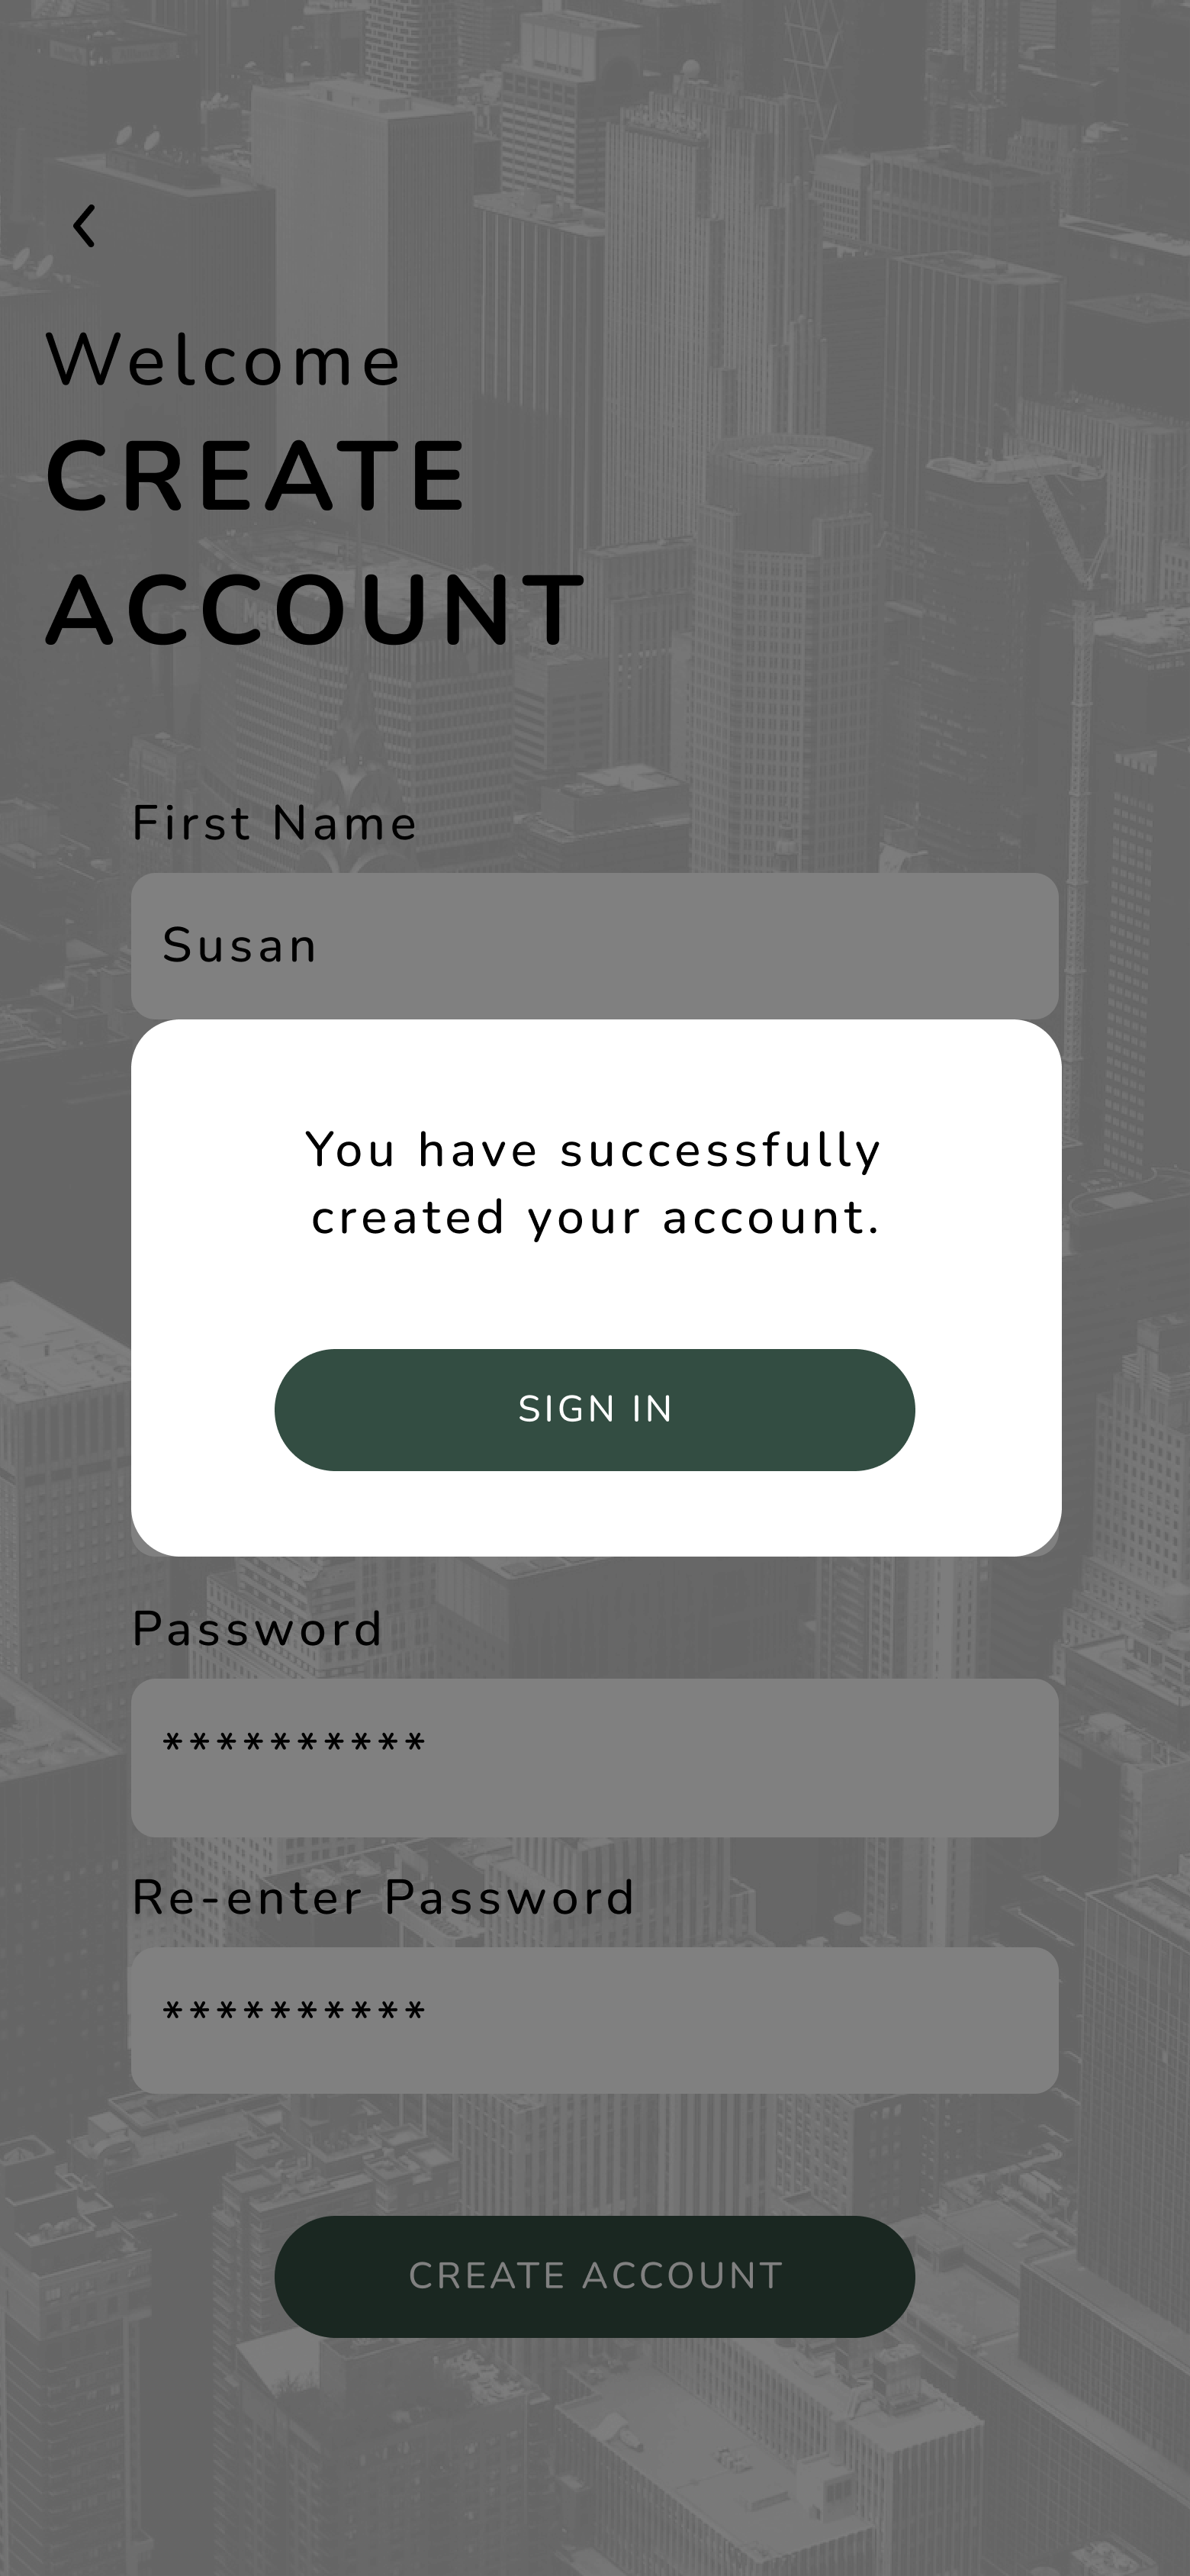 Welcome
CREATE
ACCOUNT
First Name
Susan
You have successfully
created your account.
SIGN IN
Password
**********
Re-enter Password
**********
CREATE ACCOUNT